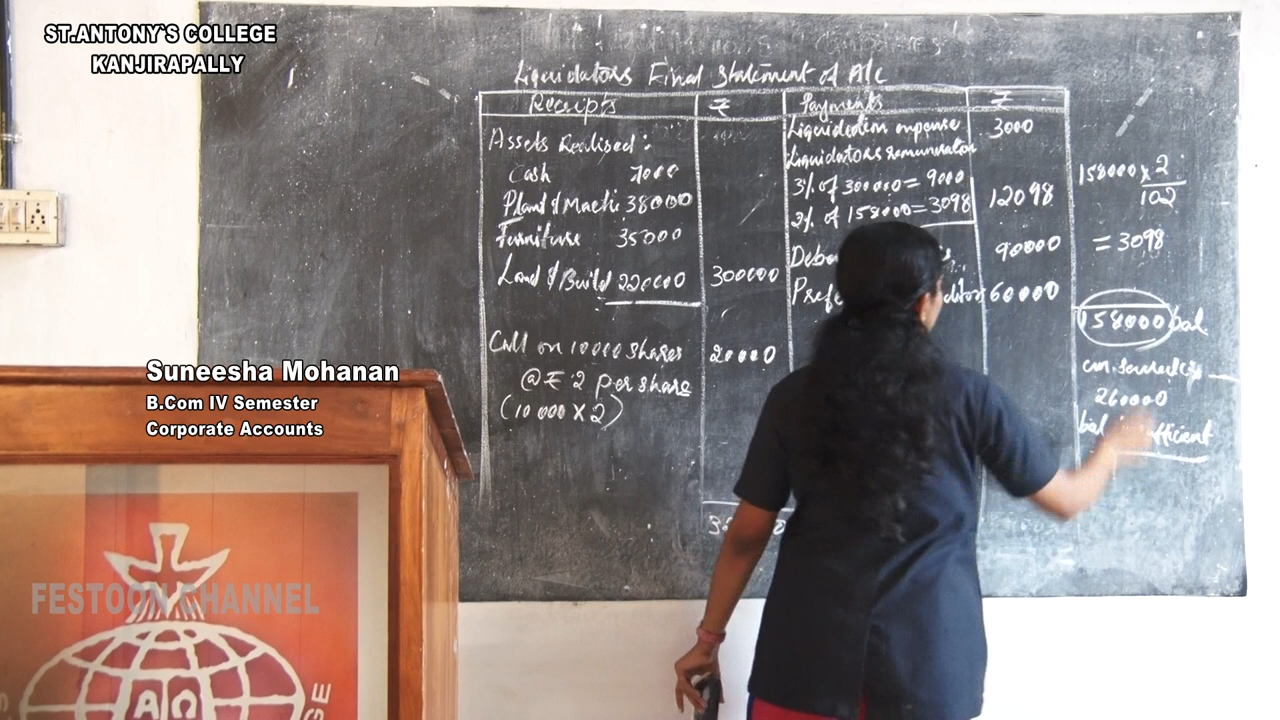 ST.ANTONY`S COLLEGE
KANJIRAPALLY
Liquidators Final Statement of A/c
Receipts ₹ Payments ₹
Assets Realised :
Cash 7000
Plant & Mach: 38000
Furniture 35000
Land & Build 220000 300000
Call on 10000 shares 20000
@ ₹ 2 per share
(10000 X 2)
Liquidation expense 3000
Liquidators remuneration
3% of 300000 = 9000
2% of 158000 = 3098 12098
90000
60000
158000 x 2
102
= 3098
158000 bal.
260000
Suneesha Mohanan
B.Com IV Semester
Corporate Accounts
FESTOON CHANNEL
ΑΩ